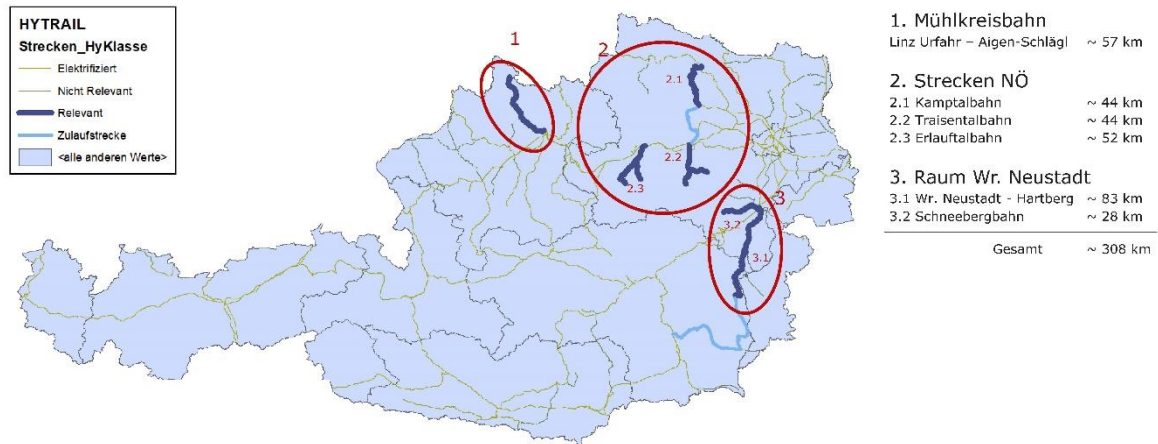 HYTRAIL
Strecken_HyKlasse
Elektrifiziert
Nicht Relevant
Relevant
Zulaufstrecke
<alle anderen Werte>
1
2
2.1
2.2
2.3
3
3.2
3.1
1. Mühlkreisbahn
Linz Urfahr – Aigen-Schlägl ~ 57 km
2. Strecken NÖ
2.1 Kamptalbahn ~ 44 km
2.2 Traisentalbahn ~ 44 km
2.3 Erlauftalbahn ~ 52 km
3. Raum Wr. Neustadt
3.1 Wr. Neustadt - Hartberg ~ 83 km
3.2 Schneebergbahn ~ 28 km
Gesamt ~ 308 km